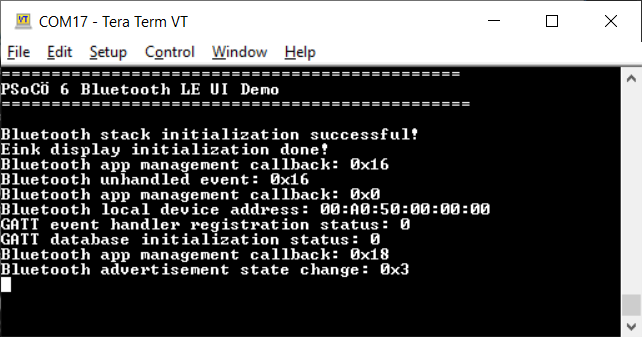 COM17 - Tera Term VT
File Edit Setup Control Window Help
==============================================
PSoCÖ 6 Bluetooth LE UI Demo
===============================================
Bluetooth stack initialization successful!
Eink display initialization done!
Bluetooth app management callback: 0x16
Bluetooth unhandled event: 0x16
Bluetooth app management callback: 0x0
Bluetooth local device address: 00:A0:50:00:00:00
GATT event handler registration status: 0
GATT database initialization status: 0
Bluetooth app management callback: 0x18
Bluetooth advertisement state change: 0x3